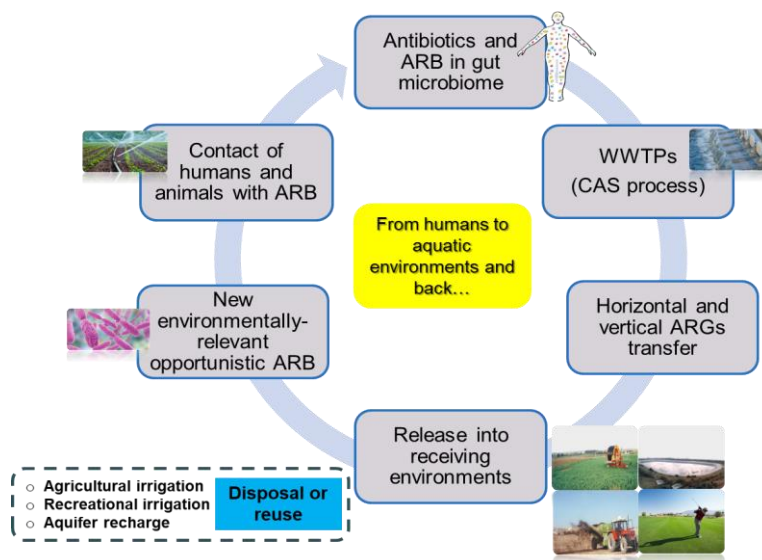 Antibiotics and
ARB in gut
microbiome
WWTPs
(CAS process)
Horizontal and
vertical ARGs
transfer
Release into
receiving
environments
New
environmentally-
relevant
opportunistic ARB
Contact of
humans and
animals with ARB
From humans to
aquatic
environments and
back…
○ Agricultural irrigation
○ Recreational irrigation
○ Aquifer recharge
Disposal or
reuse